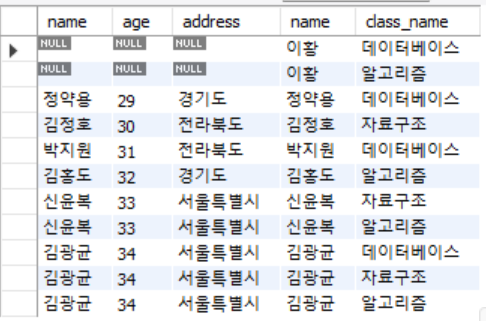 name age address name class_name
NULL NULL NULL 이황 데이터베이스
NULL NULL NULL 이황 알고리즘
정약용 29 경기도 정약용 데이터베이스
김정호 30 전라북도 김정호 자료구조
박지원 31 전라북도 박지원 데이터베이스
김홍도 32 경기도 김홍도 알고리즘
신윤복 33 서울특별시 신윤복 자료구조
신윤복 33 서울특별시 신윤복 알고리즘
김광균 34 서울특별시 김광균 데이터베이스
김광균 34 서울특별시 김광균 자료구조
김광균 34 서울특별시 김광균 알고리즘